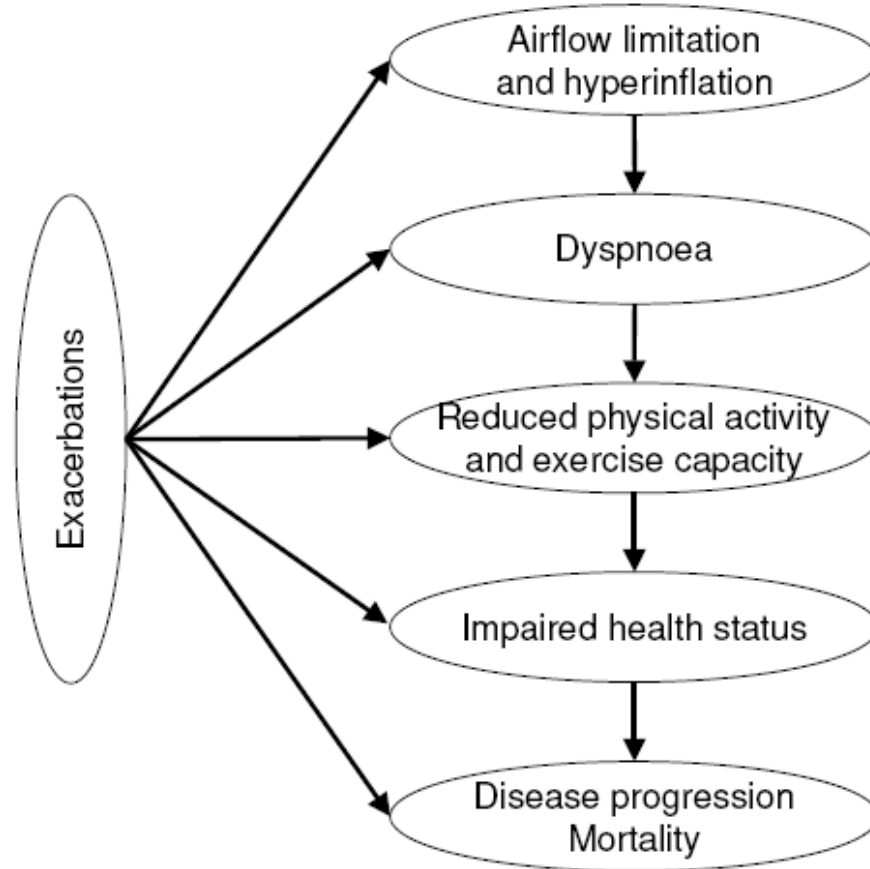 Airflow limitation
and hyperinflation
Dyspnoea
Exacerbations
Reduced physical activity
and exercise capacity
Impaired health status
Disease progression
Mortality